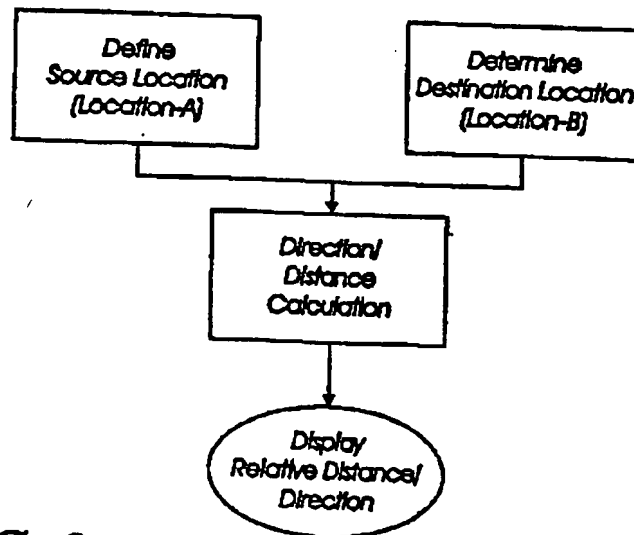 Define
Source Location
(Location-A)
Determine
Destination Location
(Location-B)
Direction/
Distance
Calculation
Display
Relative Distance/
Direction